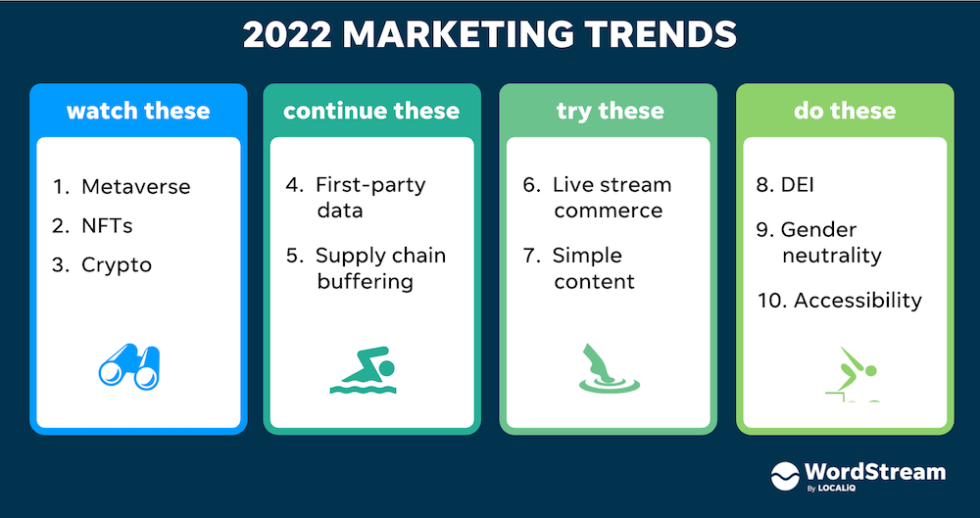 2022 MARKETING TRENDS
watch these
1. Metaverse
2. NFTs
3. Crypto
continue these
4. First-party
data
5. Supply chain
buffering
try these
6. Live stream
commerce
7. Simple
content
do these
8. DEI
9. Gender
neutrality
10. Accessibility
WordStream
By LOCALiQ